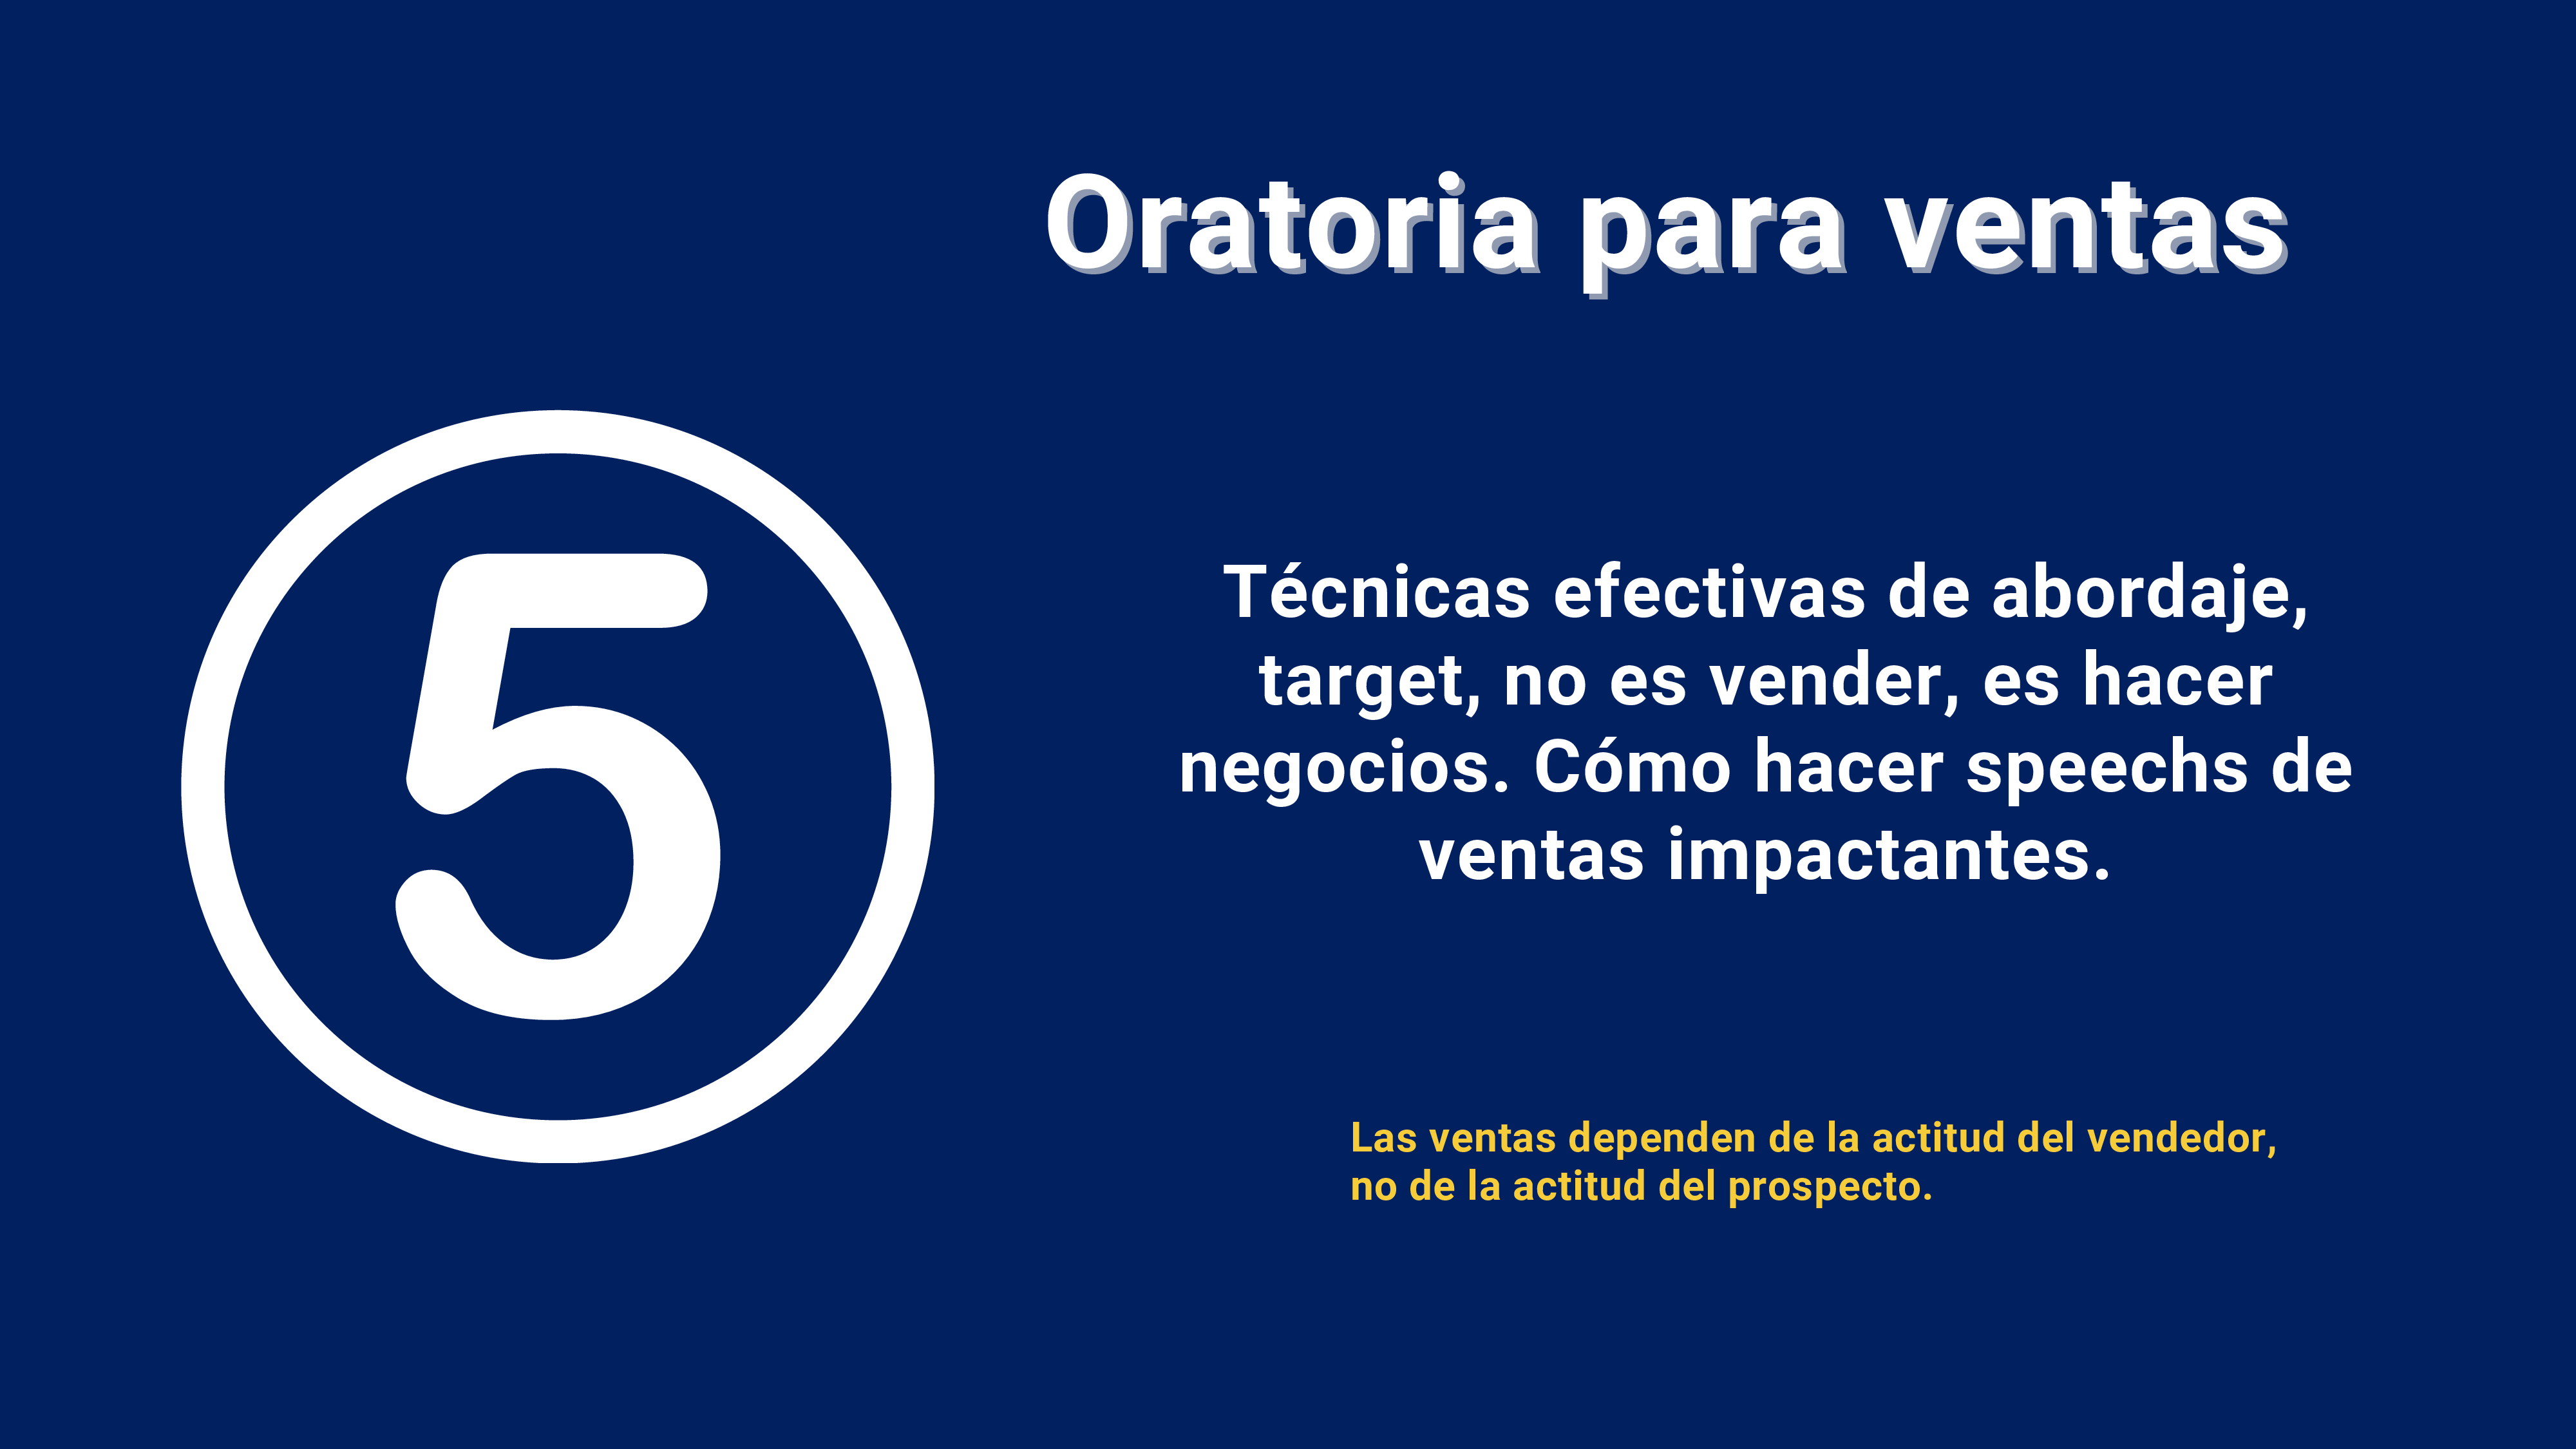 Oratoria para ventas
5
Técnicas efectivas de abordaje,
target, no es vender, es hacer
negocios. Cómo hacer speechs de
ventas impactantes.
Las ventas dependen de la actitud del vendedor,
no de la actitud del prospecto.